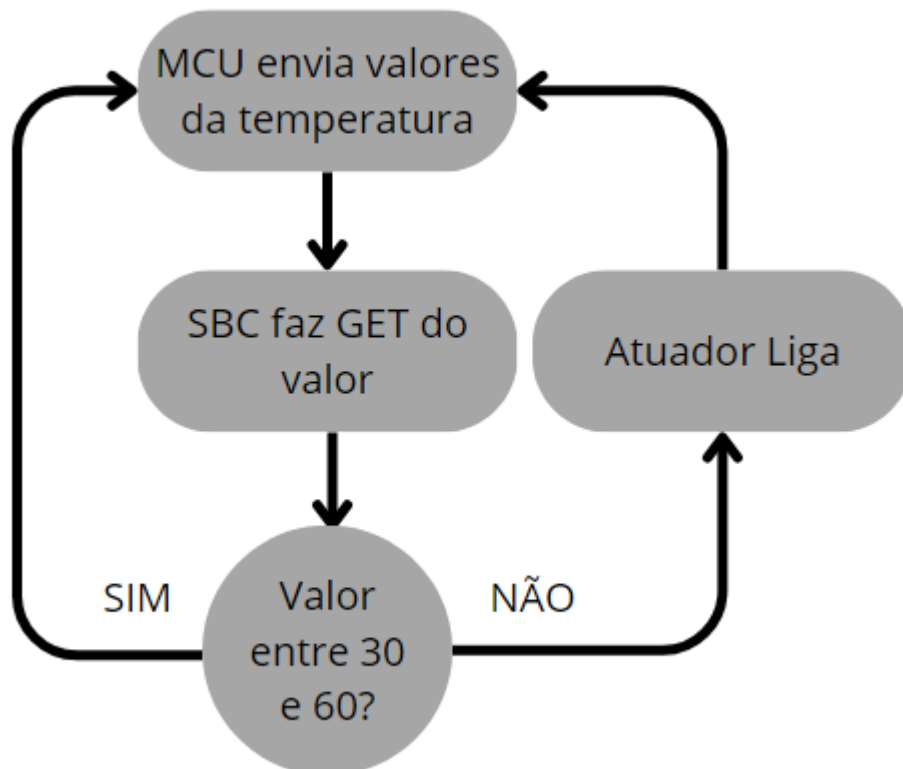 MCU envia valores
da temperatura
SBC faz GET do
valor
Atuador Liga
SIM
NÃO
Valor
entre 30
e 60?